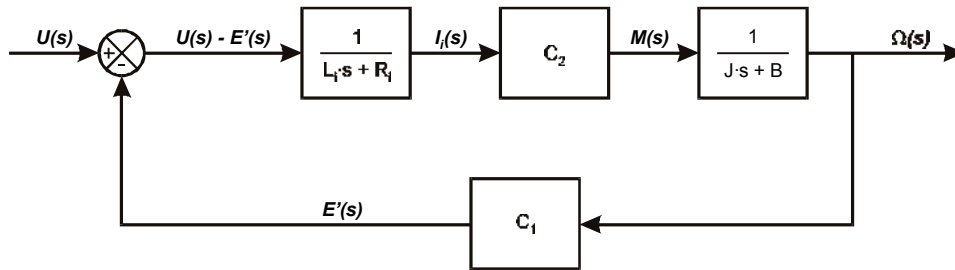 U(s)
+
-
U(s) - E’(s)
1
Lᵢ·s + Rᵢ
Iᵢ(s)
C₂
M(s)
1
J·s + B
Ω(s)
E’(s)
C₁